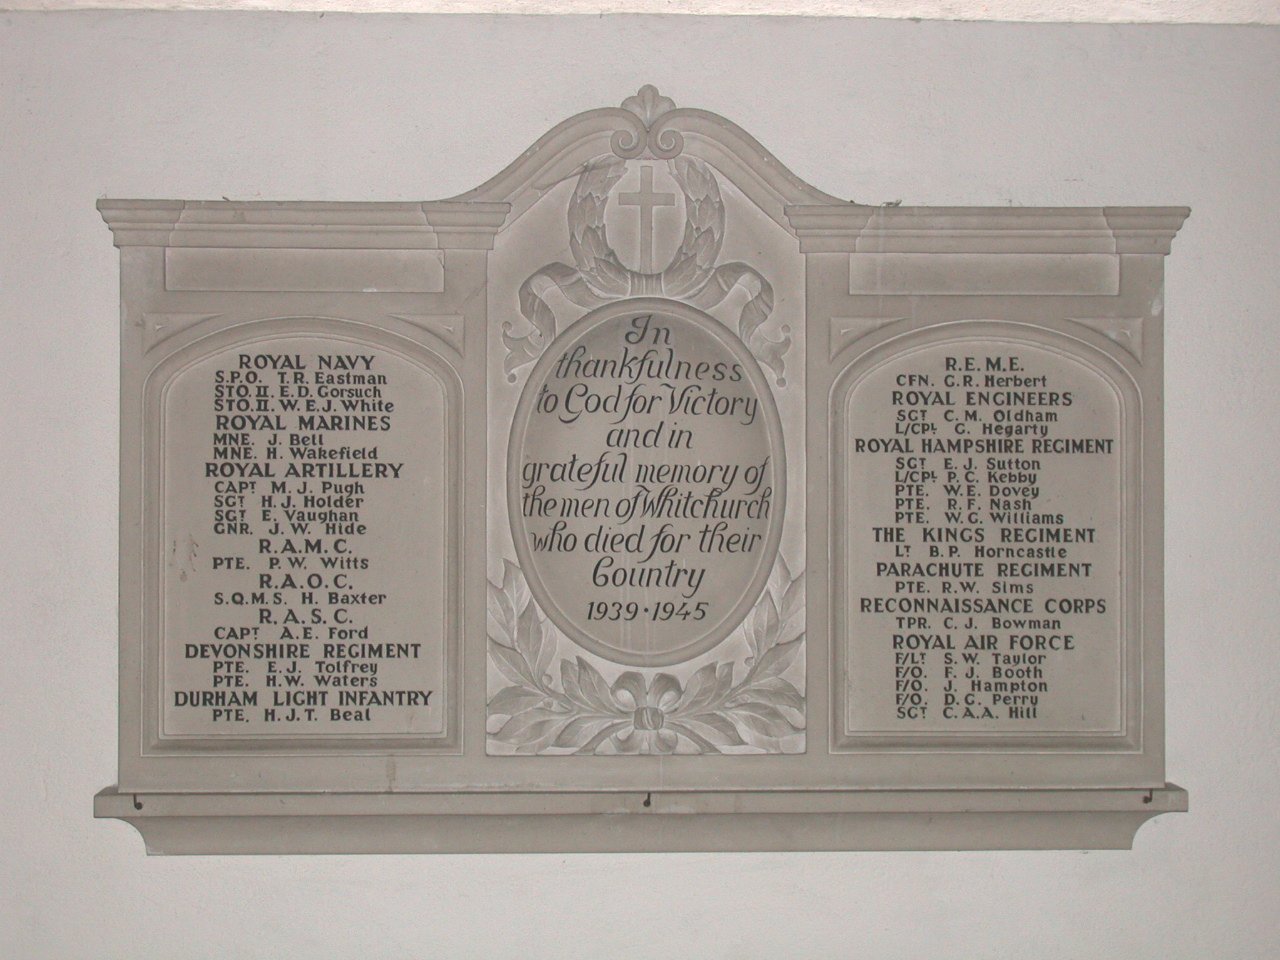 ROYAL NAVY
S.P.O. T.R. Eastman
STO. II. E.D. Gorsuch
STO. II. W.E.J. White
ROYAL MARINES
MNE. J. Bell
MNE. H. Wakefield
ROYAL ARTILLERY
CAPT M.J. Pugh
SGT H.J. Holder
SGT E. Vaughan
GNR. J.W. Hide
R.A.M.C.
PTE. P.W. Witts
R.A.O.C.
S.Q.M.S. H. Baxter
R.A.S.C.
CAPT A.E. Ford
DEVONSHIRE REGIMENT
PTE. E.J. Tolfrey
PTE. H.W. Waters
DURHAM LIGHT INFANTRY
PTE. H.J.T. Beal
In
thankfulness
to God for Victory
and in
grateful memory of
the men of Whitchurch
who died for their
Country
1939·1945
R.E.M.E.
CFN. G.R. Herbert
ROYAL ENGINEERS
SGT C.M. Oldham
L/CPL G. Hegarty
ROYAL HAMPSHIRE REGIMENT
SGT E.J. Sutton
L/CPL P.C. Kebby
PTE. W.E. Dovey
PTE. R.F. Nash
PTE. W.G. Williams
THE KINGS REGIMENT
LT B.P. Horncastle
PARACHUTE REGIMENT
PTE. R.W. Sims
RECONNAISSANCE CORPS
TPR. C.J. Bowman
ROYAL AIR FORCE
F/LT S.W. Taylor
F/O. F.J. Booth
F/O. J. Hampton
F/O. D.G. Perry
SGT C.A.A. Hill